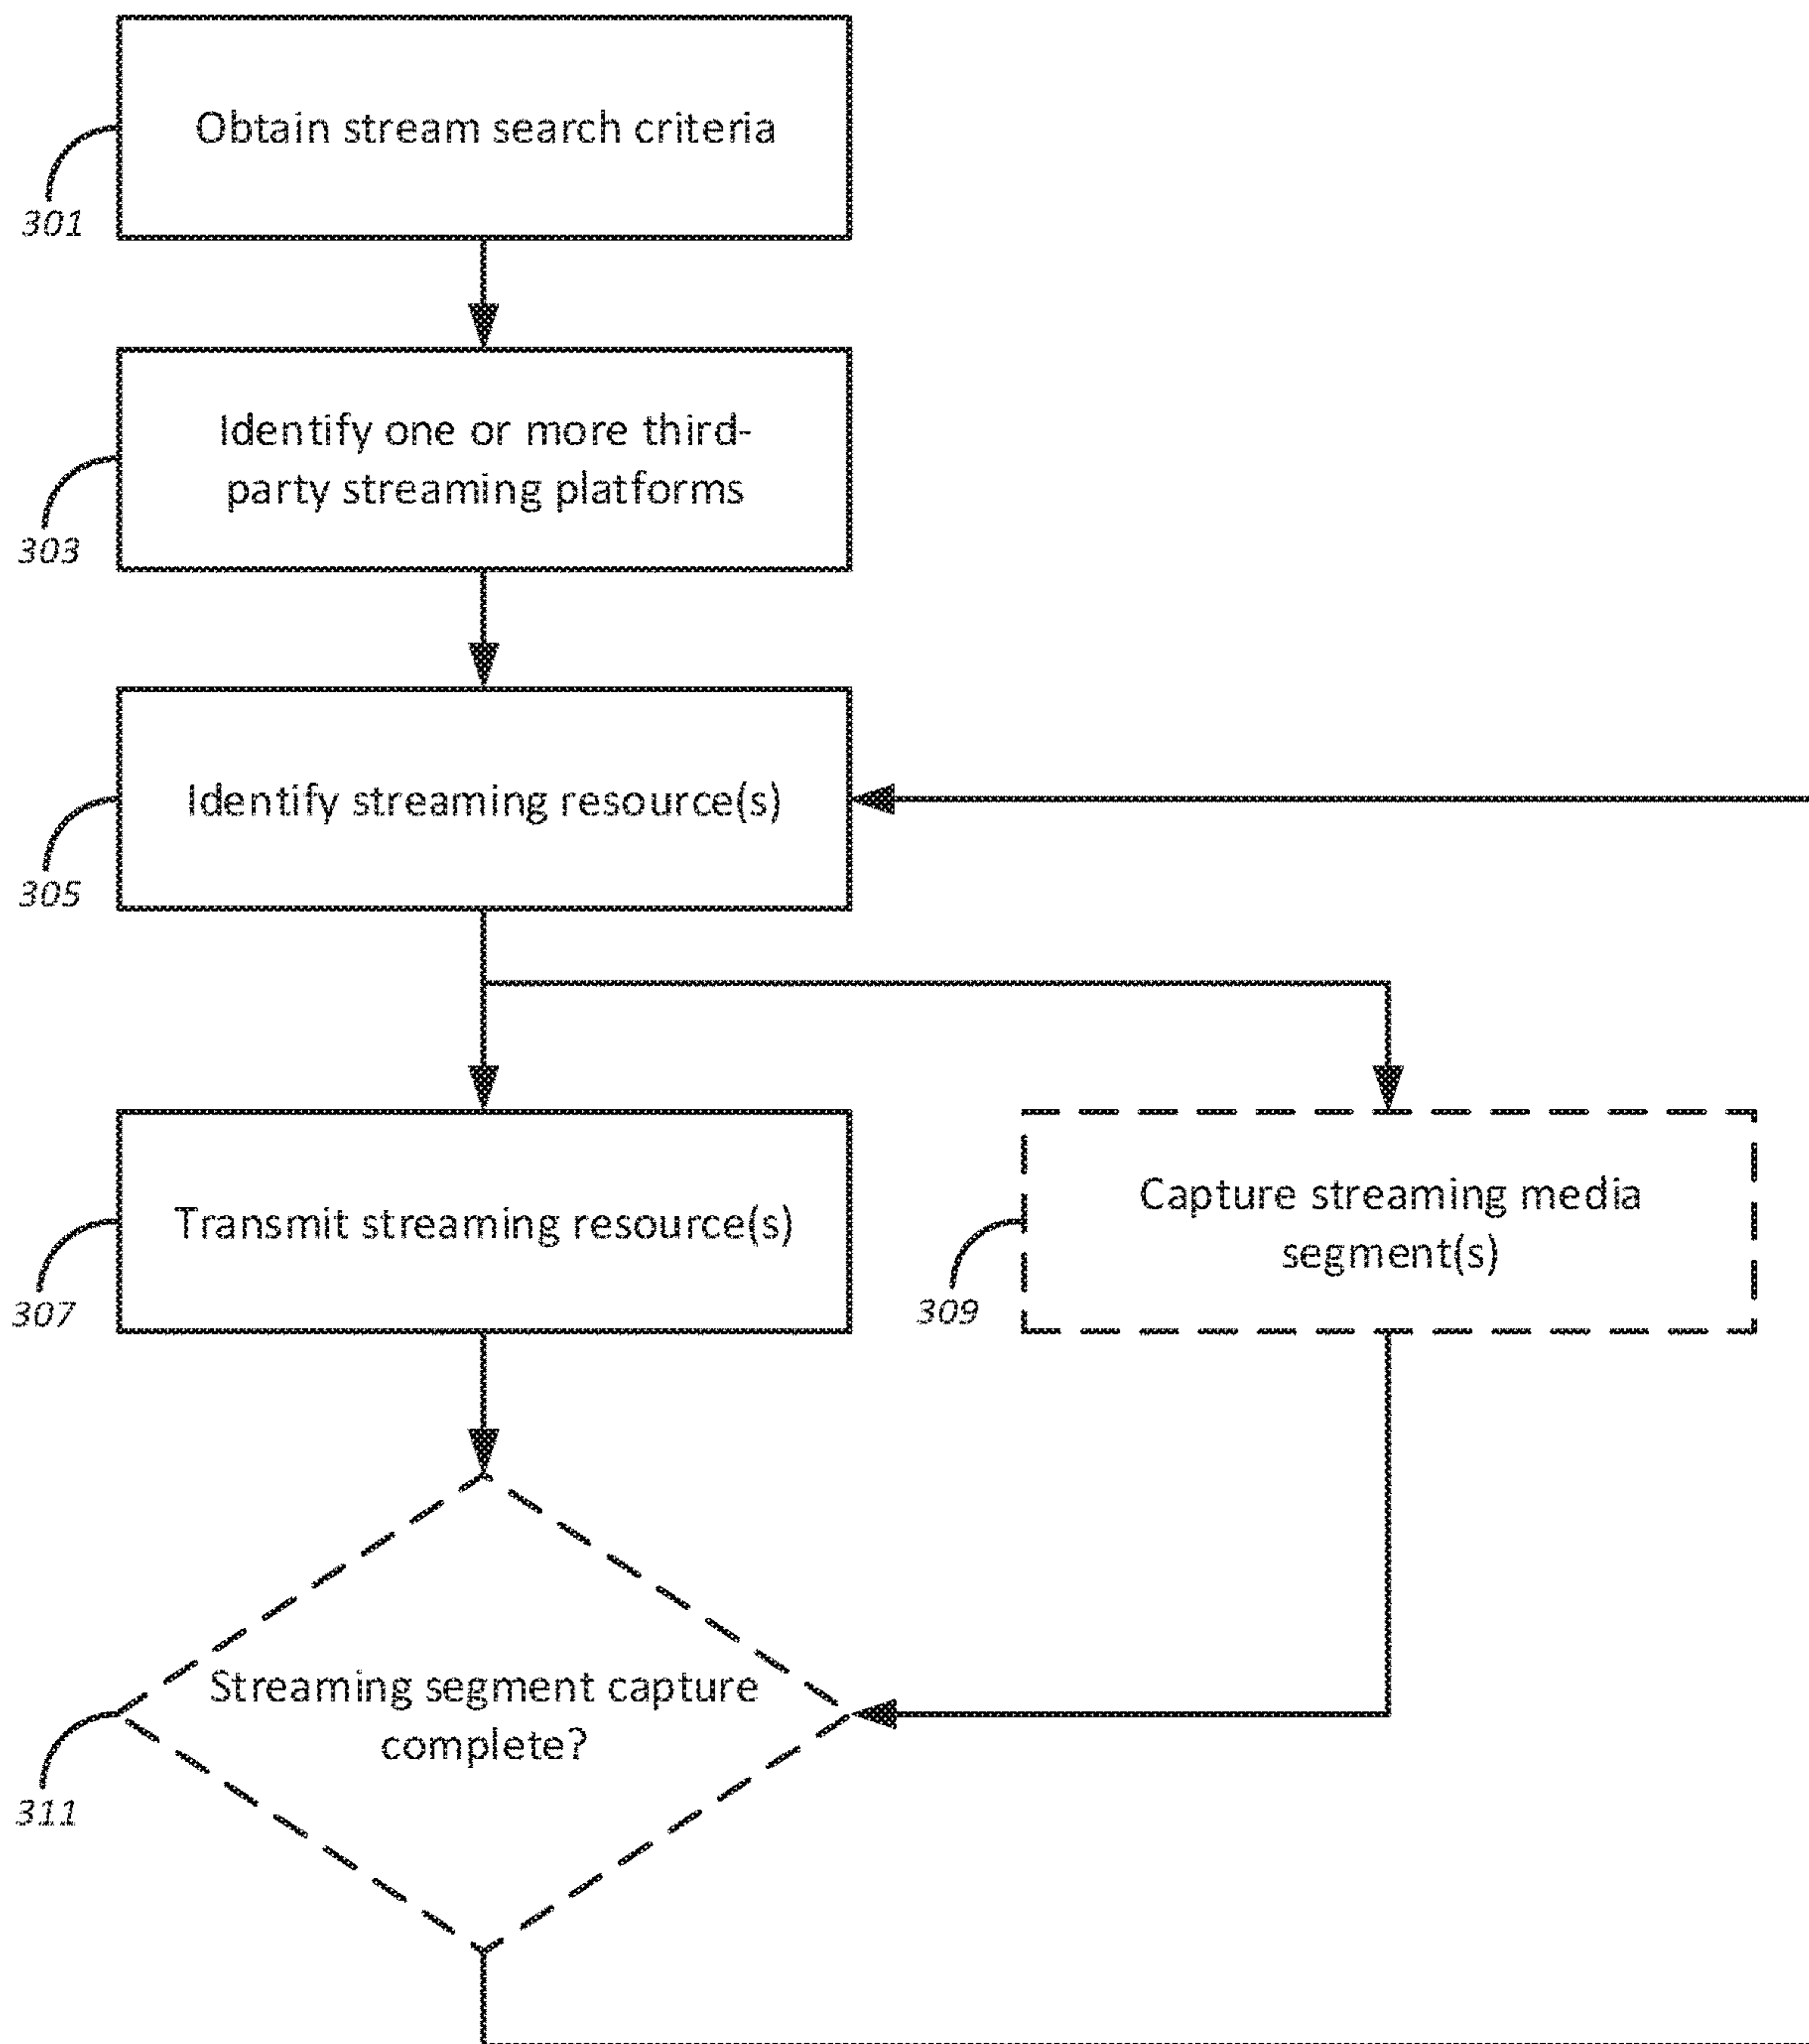 Obtain stream search criteria
301
Identify one or more third-
party streaming platforms
303
Identify streaming resource(s)
305
Transmit streaming resource(s)
307
Capture streaming media
segment(s)
309
Streaming segment capture
complete?
311